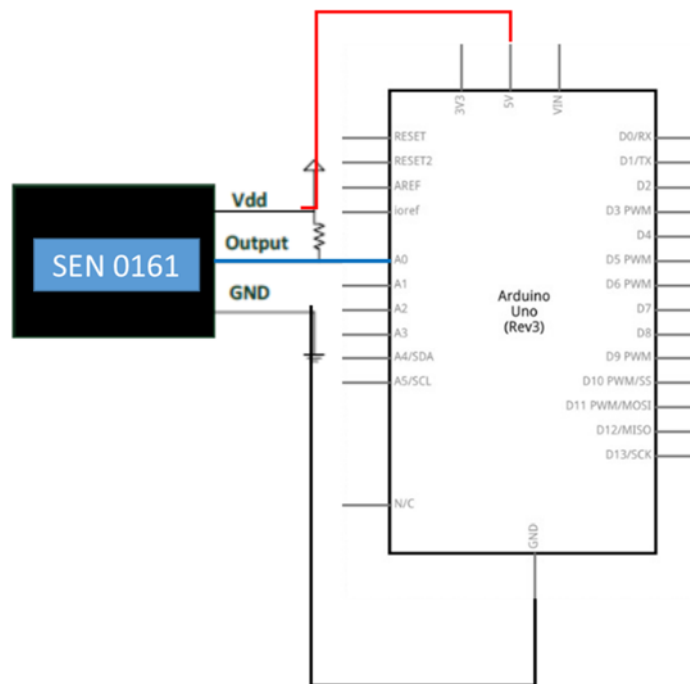 3V3
5V
VIN
RESET
RESET2
AREF
ioref
A0
A1
A2
A3
A4/SDA
A5/SCL
N/C
D0/RX
D1/TX
D2
D3 PWM
D4
D5 PWM
D6 PWM
D7
D8
D9 PWM
D10 PWM/SS
D11 PWM/MOSI
D12/MISO
D13/SCK
Arduino
Uno
(Rev3)
GND
Vdd
Output
GND
SEN 0161